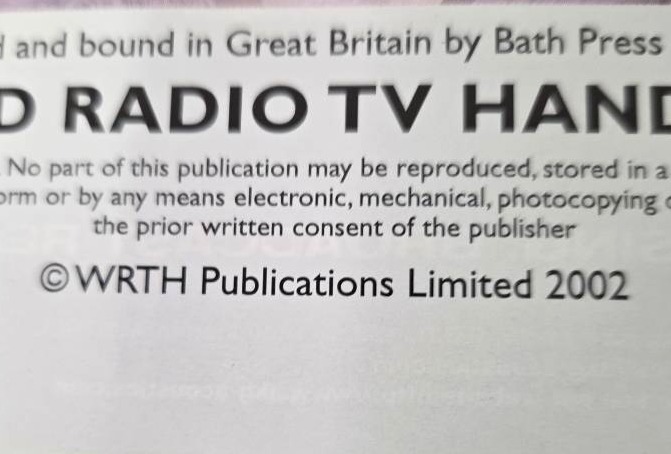 and bound in Great Britain by Bath Press
D RADIO TV HAND
No part of this publication may be reproduced, stored in a
orm or by any means electronic, mechanical, photocopying
the prior written consent of the publisher
©WRTH Publications Limited 2002